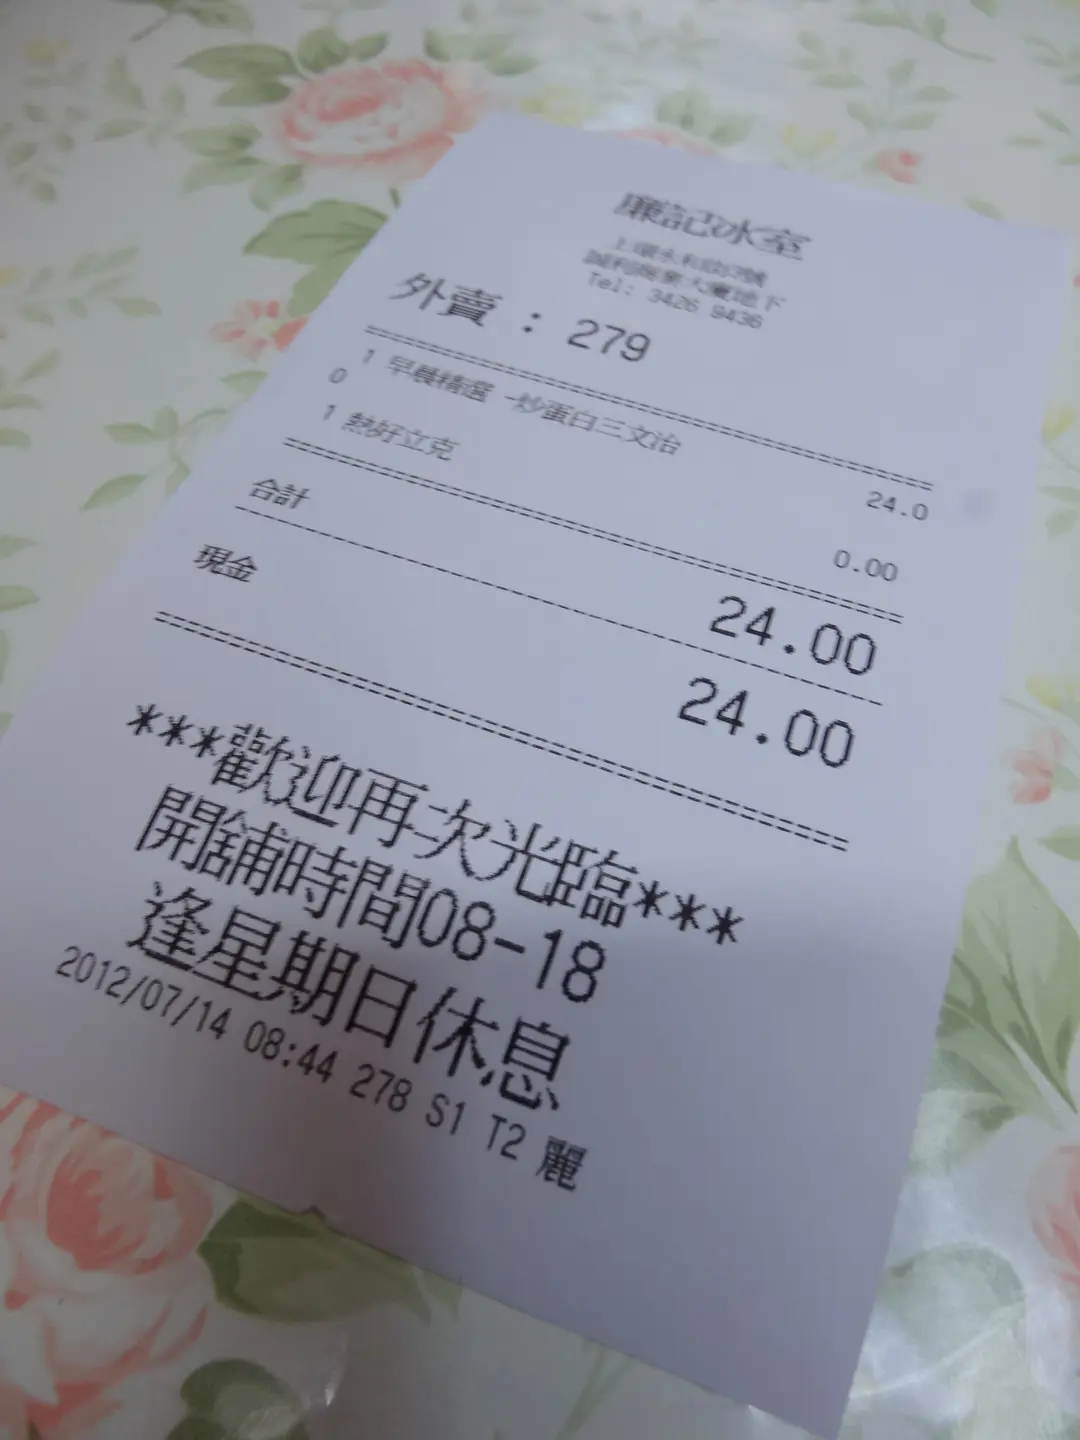 廉記冰室
上環永和街3號
誠利商業大廈地下
Tel: 3426 9436
外賣 : 279
1 早晨精選 -炒蛋白三文治 24.0
0
1 熱好立克 0.00
合計 24.00
現金 24.00
***歡迎再次光臨***
開舖時間08-18
逢星期日休息
2012/07/14 08:44 278 S1 T2 麗